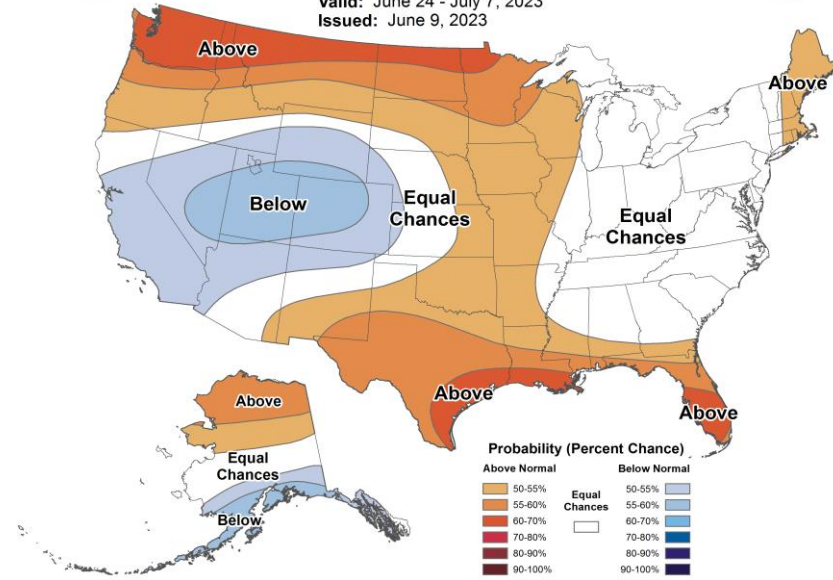 Valid: June 24 - July 7, 2023
Issued: June 9, 2023
Above
Above
Below
Equal
Chances
Equal
Chances
Above
Above
Above
Equal
Chances
Below
Probability (Percent Chance)
Above Normal
Below Normal
50-55%
55-60%
60-70%
70-80%
80-90%
90-100%
Equal
Chances
50-55%
55-60%
60-70%
70-80%
80-90%
90-100%